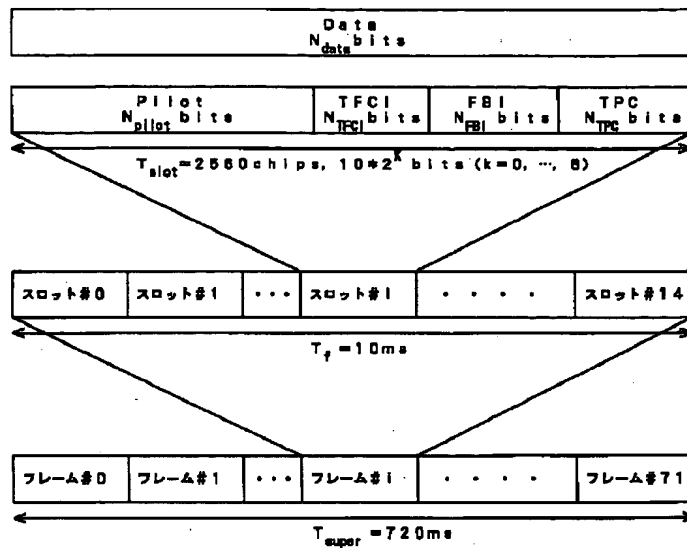 Data
N_data bits
Pilot TFCI FBI TPC
N_pilot bits N_TFCI bits N_FBI bits N_TPC bits
T_slot=2560chips, 10*2^k bits (k=0, …, 6)
スロット#0 スロット#1 ・・・ スロット#i ・・・・ スロット#14
T_f=10ms
フレーム#0 フレーム#1 ・・・ フレーム#i ・・・・ フレーム#71
T_super=720ms